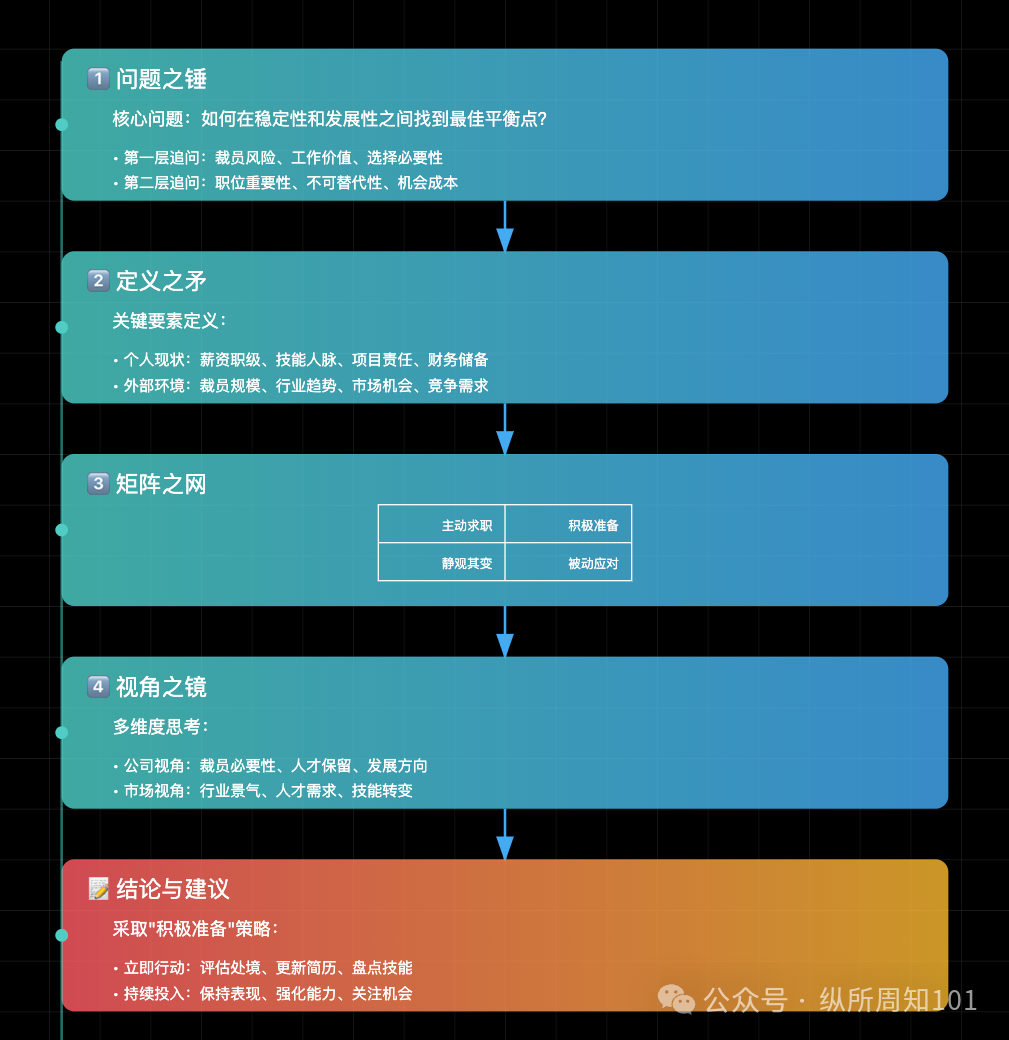 1 问题之锤
核心问题：如何在稳定性和发展性之间找到最佳平衡点？
• 第一层追问：裁员风险、工作价值、选择必要性
• 第二层追问：职位重要性、不可替代性、机会成本
2 定义之矛
关键要素定义：
• 个人现状：薪资职级、技能人脉、项目责任、财务储备
• 外部环境：裁员规模、行业趋势、市场机会、竞争需求
3 矩阵之网
主动求职 积极准备
静观其变 被动应对
4 视角之镜
多维度思考：
• 公司视角：裁员必要性、人才保留、发展方向
• 市场视角：行业景气、人才需求、技能转变
📝 结论与建议
采取"积极准备"策略：
• 立即行动：评估处境、更新简历、盘点技能
• 持续投入：保持表现、强化能力、关注机会
公众号 · 纵所周知101